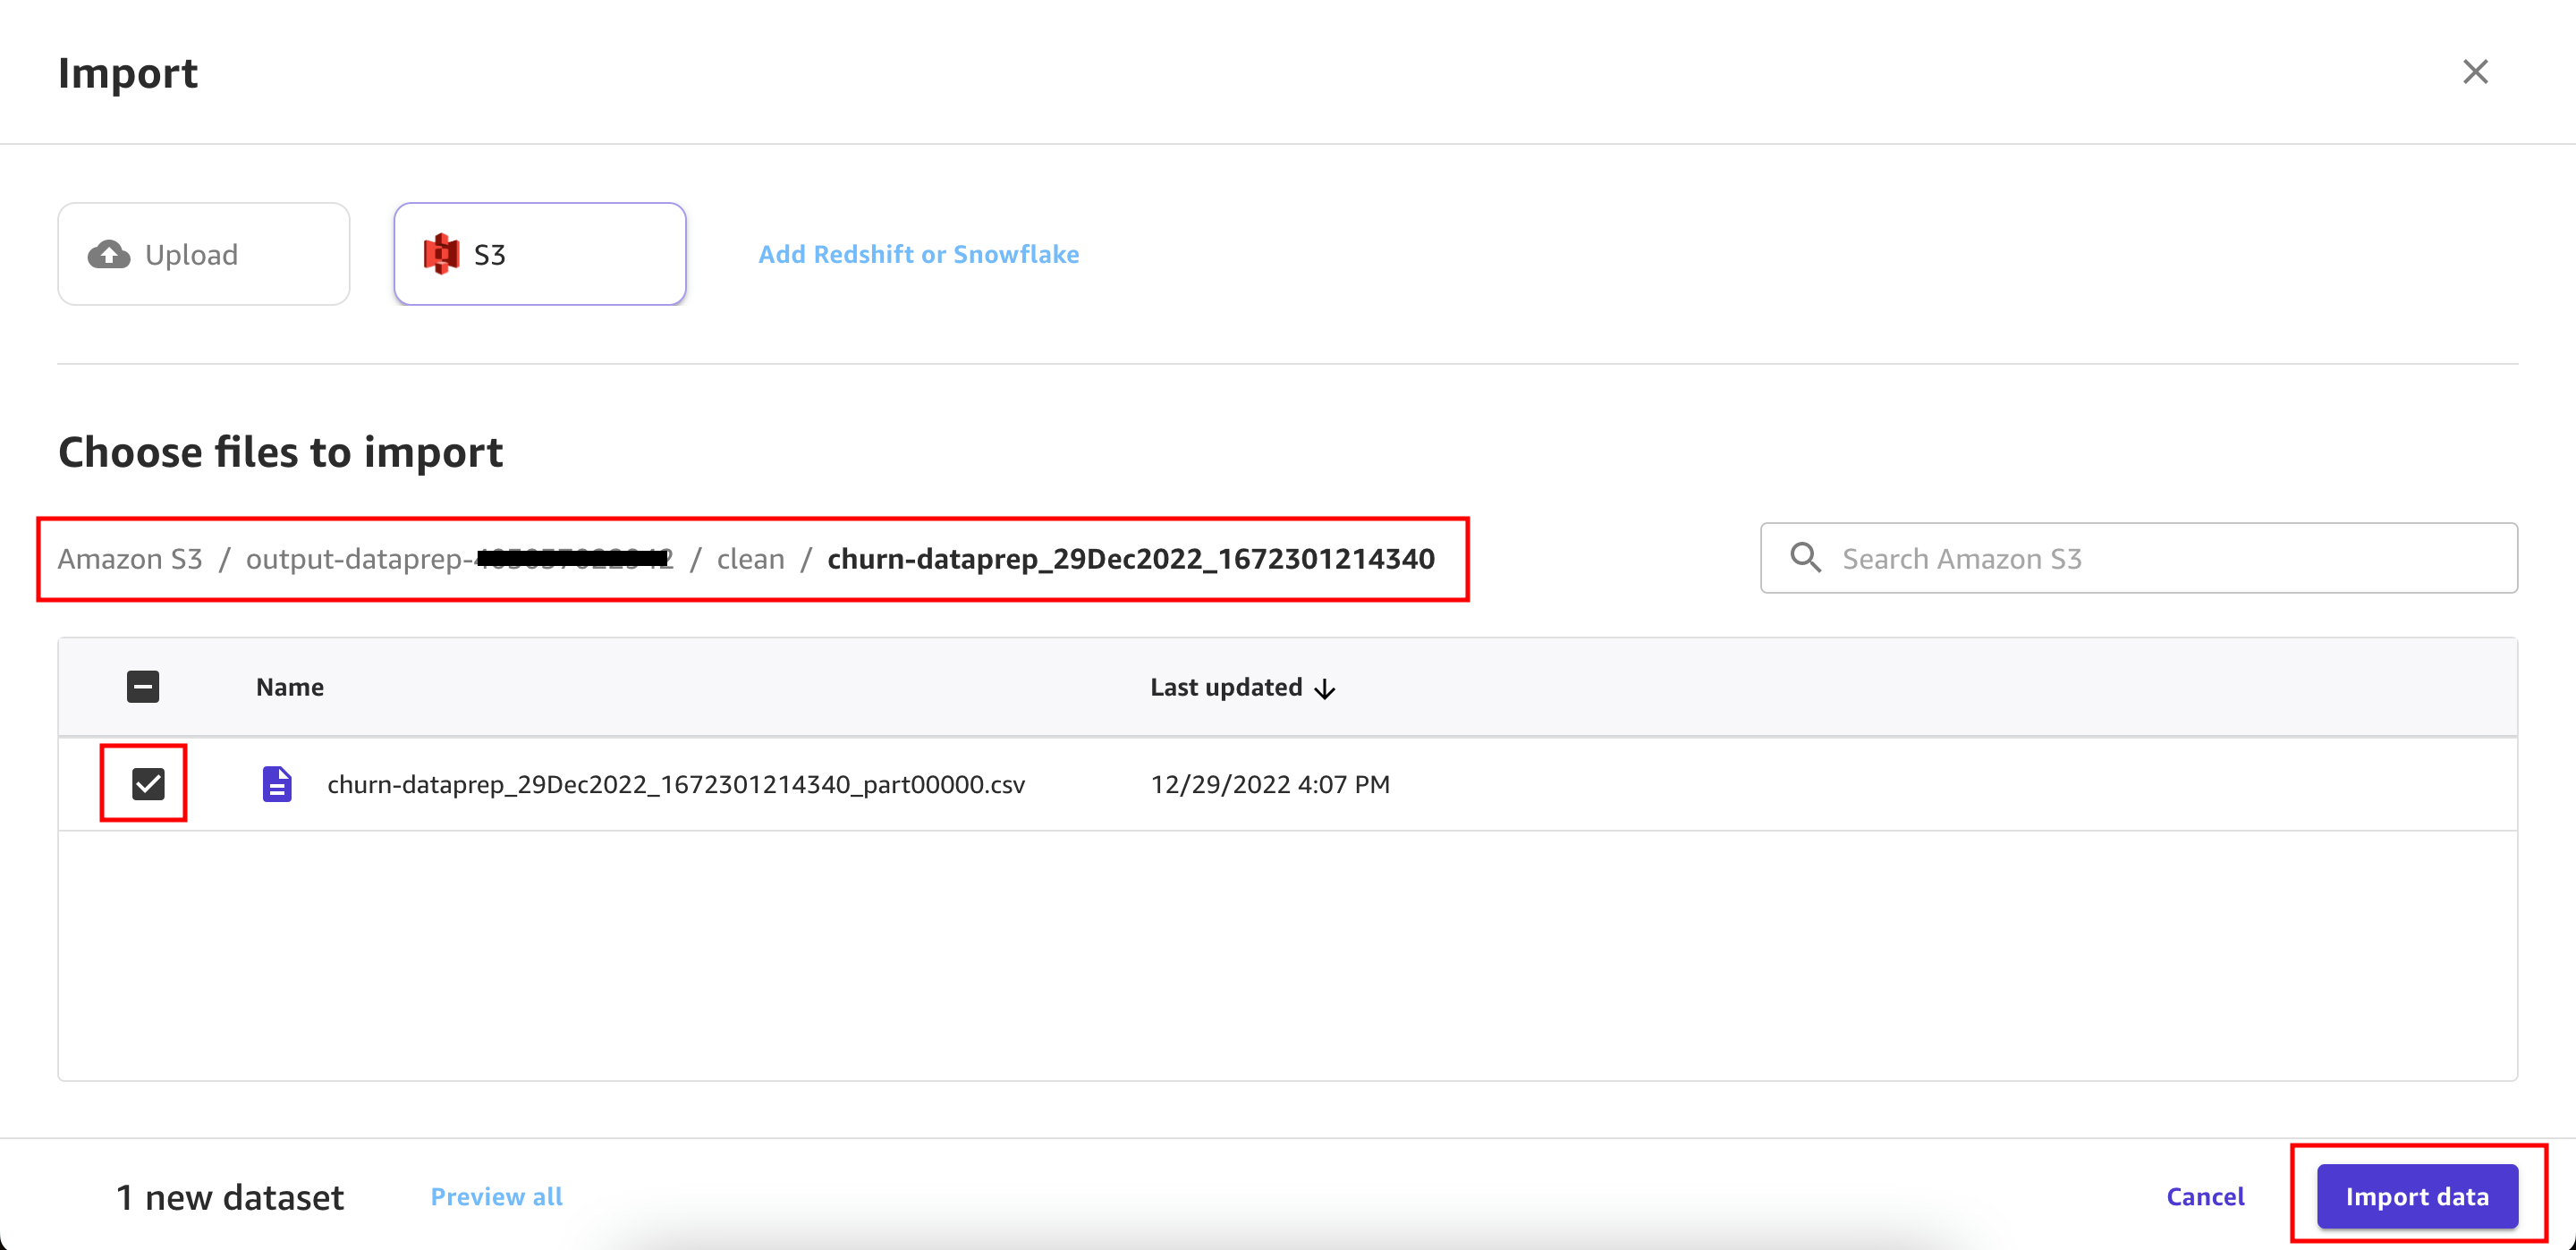 Import
Upload
S3
Add Redshift or Snowflake
Choose files to import
Amazon S3 / output-dataprep- / clean / churn-dataprep_29Dec2022_1672301214340
Search Amazon S3
Name
Last updated
churn-dataprep_29Dec2022_1672301214340_part00000.csv
12/29/2022 4:07 PM
1 new dataset
Preview all
Cancel
Import data